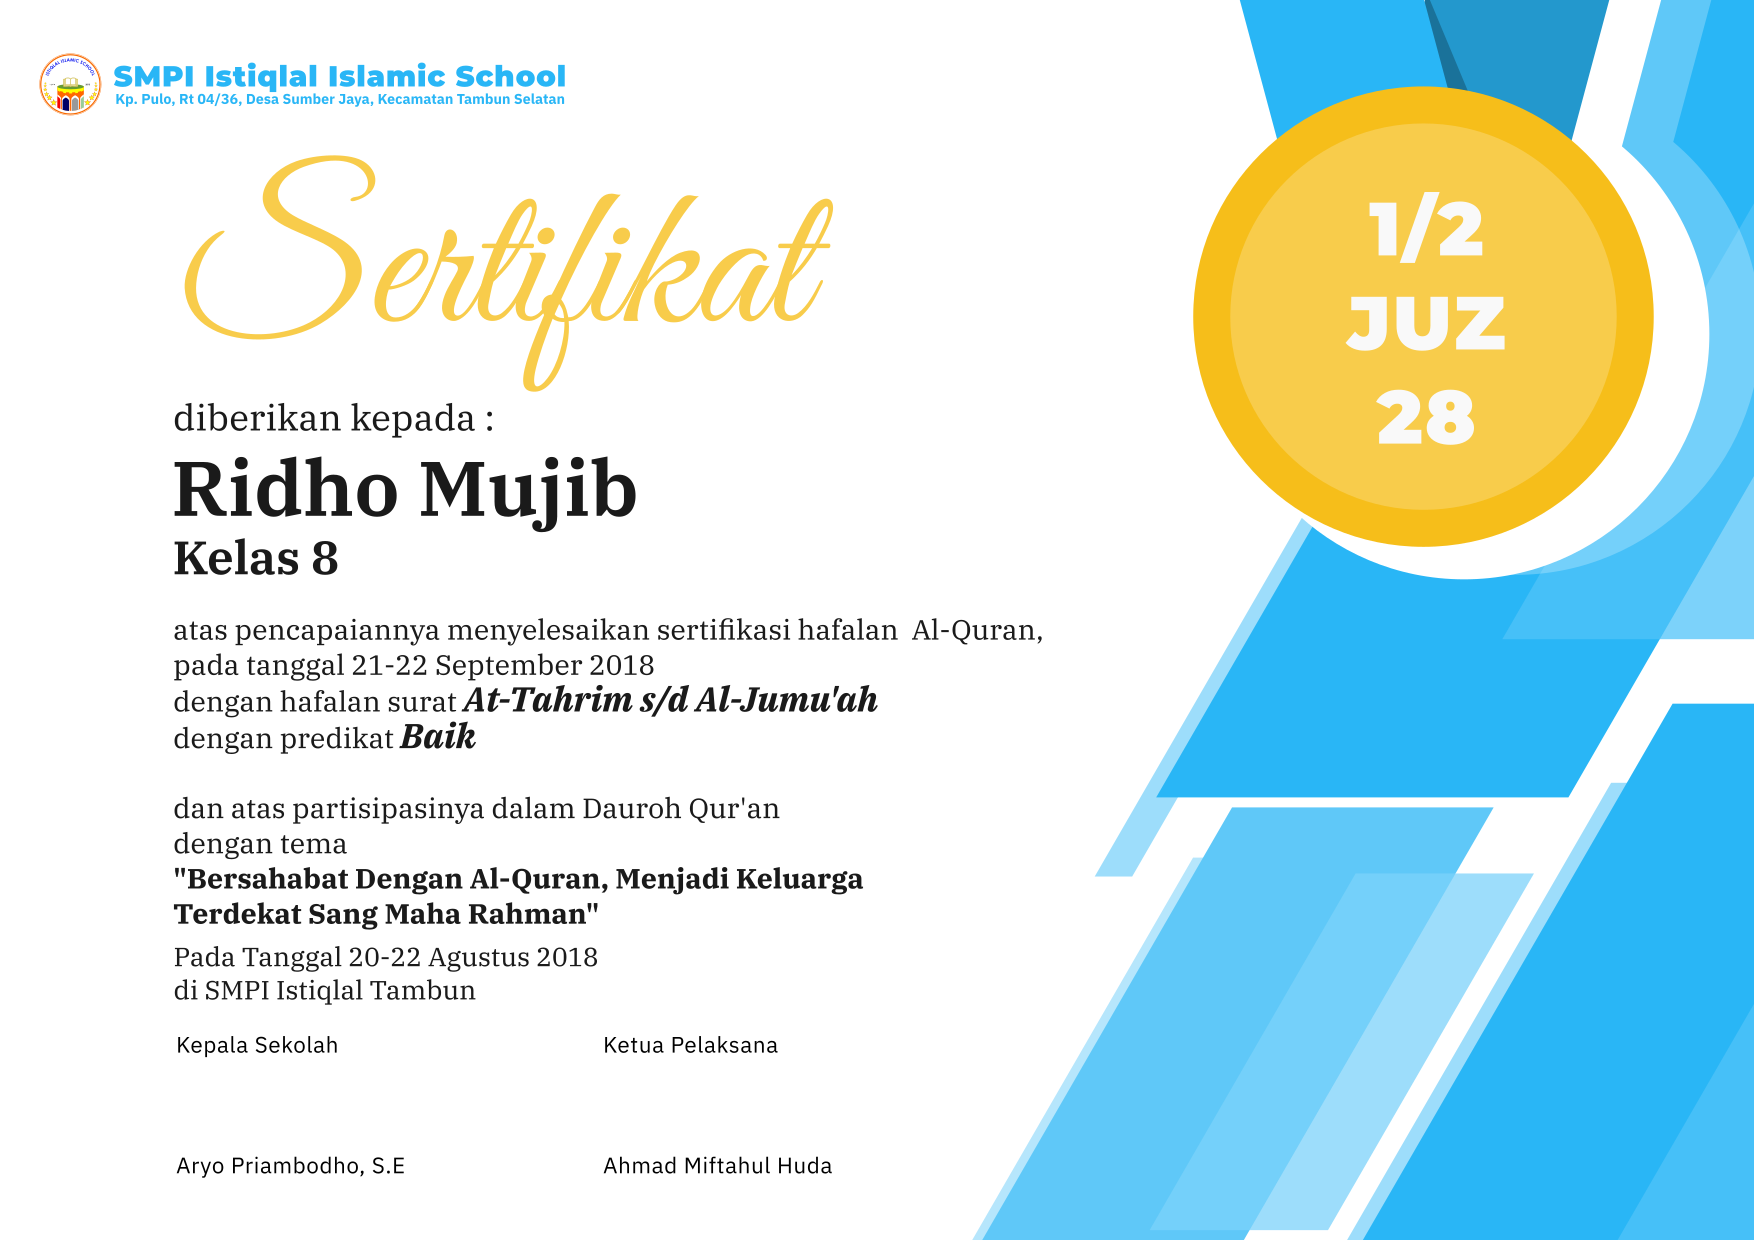 ISTIQLAL ISLAMIC SCHOOL
SMPI Istiqlal Islamic School
Kp. Pulo, Rt 04/36, Desa Sumber Jaya, Kecamatan Tambun Selatan
Sertifikat
1/2
JUZ
28
diberikan kepada :
Ridho Mujib
Kelas 8
atas pencapaiannya menyelesaikan sertifikasi hafalan Al-Quran,
pada tanggal 21-22 September 2018
dengan hafalan surat At-Tahrim s/d Al-Jumu'ah
dengan predikat Baik
dan atas partisipasinya dalam Dauroh Qur'an
dengan tema
"Bersahabat Dengan Al-Quran, Menjadi Keluarga
Terdekat Sang Maha Rahman"
Pada Tanggal 20-22 Agustus 2018
di SMPI Istiqlal Tambun
Kepala Sekolah
Ketua Pelaksana
Aryo Priambodho, S.E
Ahmad Miftahul Huda